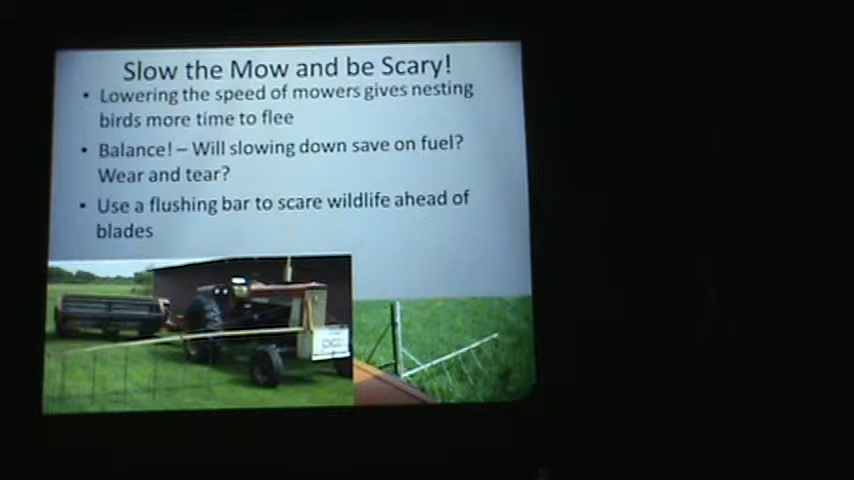 Slow the Mow and be Scary!
• Lowering the speed of mowers gives nesting
birds more time to flee
• Balance! – Will slowing down save on fuel?
Wear and tear?
• Use a flushing bar to scare wildlife ahead of
blades